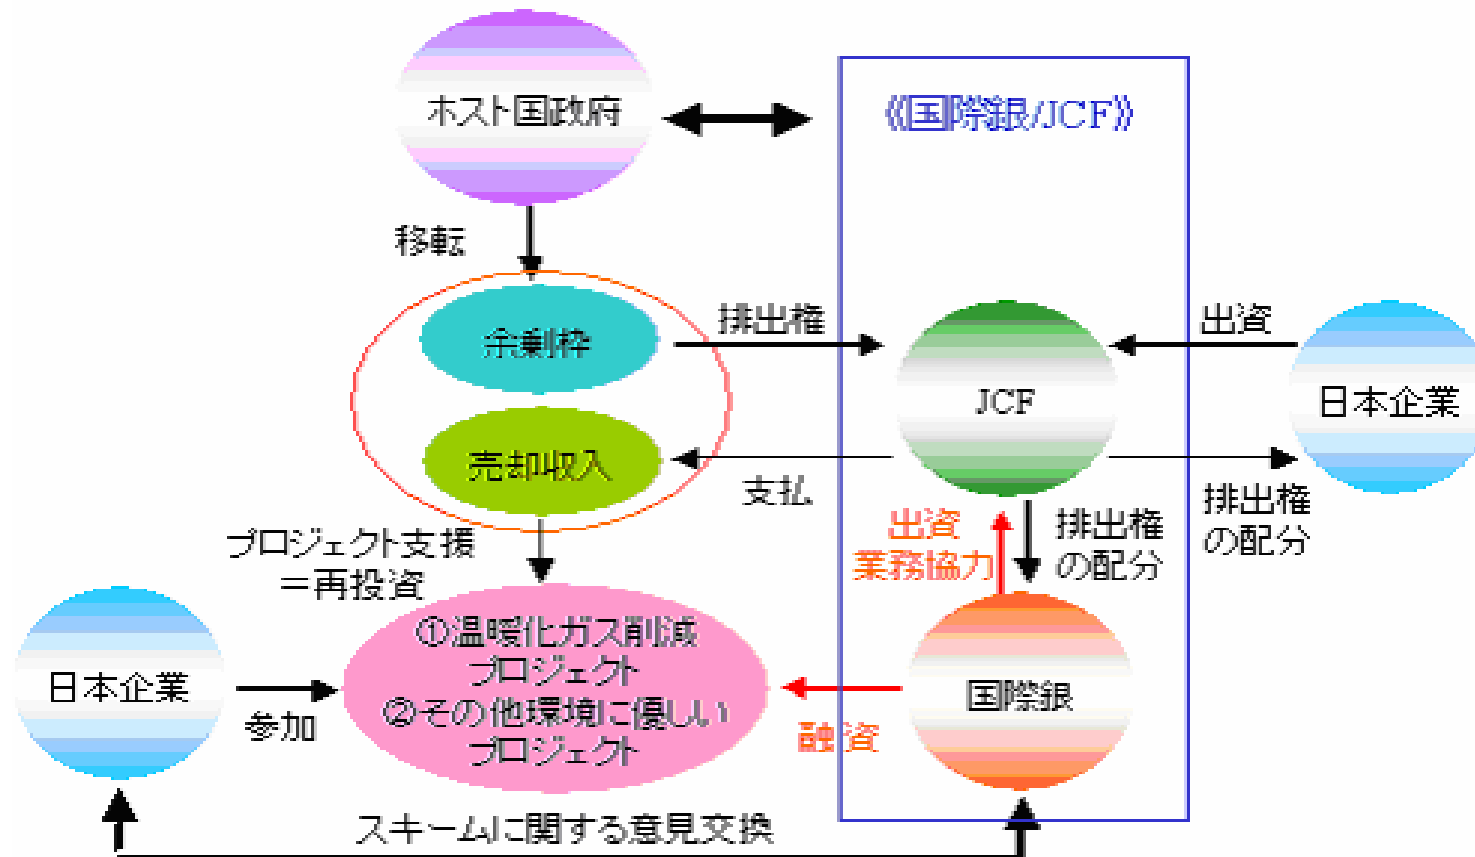 ホスト国政府
《国際銀/JCF》
移転
余剰枠
排出権
出資
JCF
日本企業
売却収入
支払
排出権
の配分
出資
業務協力
排出権
の配分
プロジェクト支援
＝再投資
①温暖化ガス削減
プロジェクト
②その他環境に優しい
プロジェクト
日本企業
参加
国際銀
融資
スキームに関する意見交換